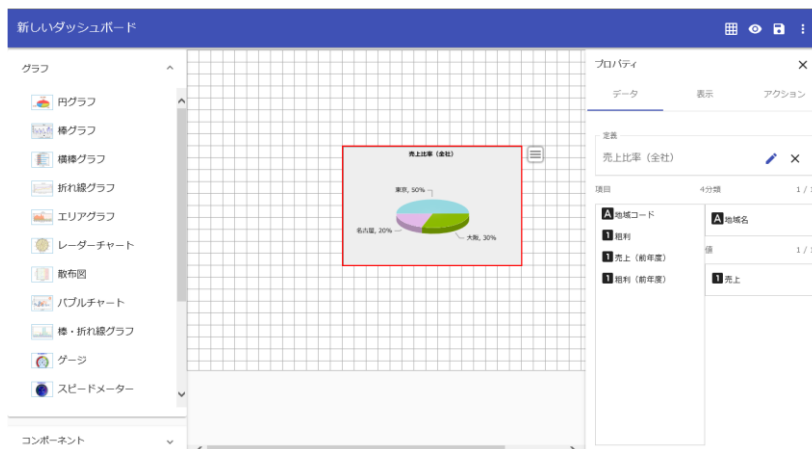 新しいダッシュボード
グラフ
円グラフ
棒グラフ
横棒グラフ
折れ線グラフ
エリアグラフ
レーダーチャート
散布図
バブルチャート
棒・折れ線グラフ
ゲージ
スピードメーター
コンポーネント
売上比率（全社）
東京, 50%
名古屋, 20%
大阪, 30%
プロパティ
データ 表示 アクション
定義
売上比率（全社）
項目 4分類 1 /
A 地域コード
1 粗利
1 売上（前年度）
1 粗利（前年度）
A 地域名
値 1 /
1 売上